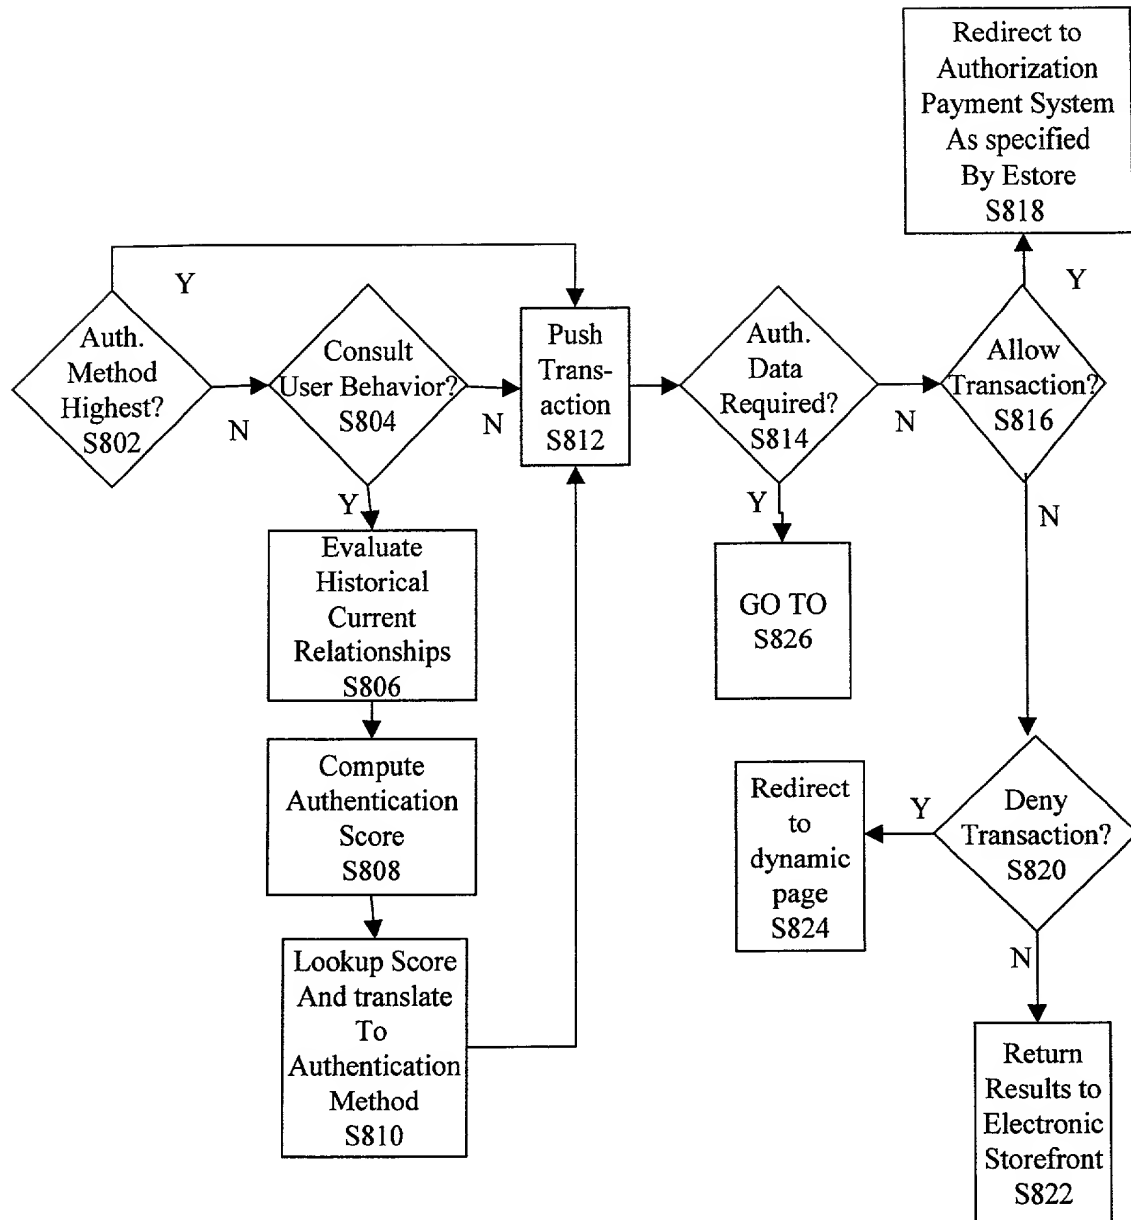 Redirect to
Authorization
Payment System
As specified
By Estore
S818
Y
Y
Auth.
Method
Highest?
S802
N
Consult
User Behavior?
S804
N
Y
Push
Trans-
action
S812
Auth.
Data
Required?
S814
N
Y
Allow
Transaction?
S816
N
Evaluate
Historical
Current
Relationships
S806
GO TO
S826
Compute
Authentication
Score
S808
Redirect
to
dynamic
page
S824
Y
Deny
Transaction?
S820
N
Lookup Score
And translate
To
Authentication
Method
S810
Return
Results to
Electronic
Storefront
S822